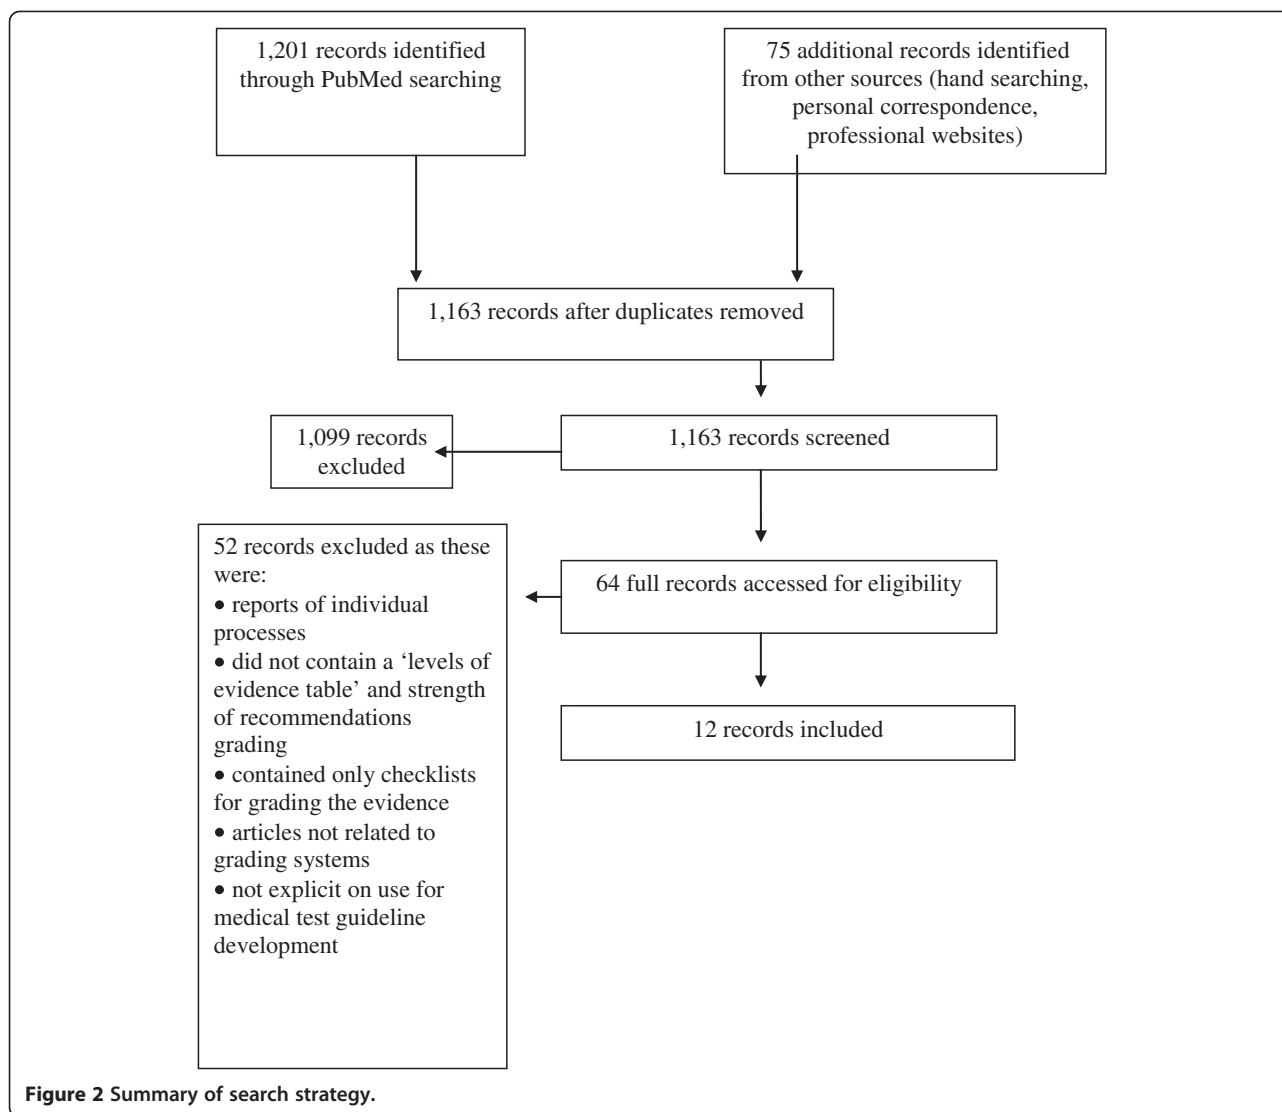 1,201 records identified
through PubMed searching
75 additional records identified
from other sources (hand searching,
personal correspondence,
professional websites)
1,163 records after duplicates removed
1,099 records
excluded
1,163 records screened
52 records excluded as these
were:
• reports of individual
processes
• did not contain a ‘levels of
evidence table’ and strength
of recommendations
grading
• contained only checklists
for grading the evidence
• articles not related to
grading systems
• not explicit on use for
medical test guideline
development
64 full records accessed for eligibility
12 records included
Figure 2 Summary of search strategy.